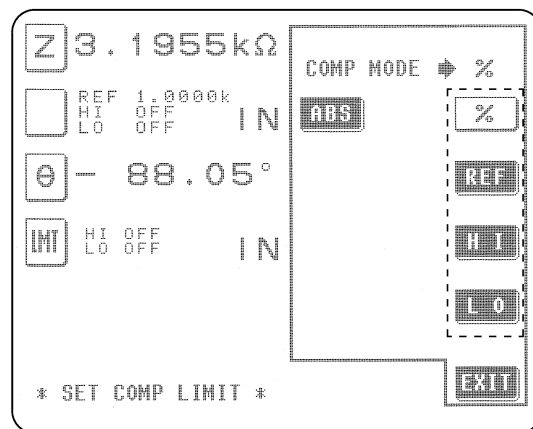 Z 3.1955kΩ
REF 1.0000k
HI OFF
LO OFF
IN
θ - 88.05°
LMT HI OFF
LO OFF
IN
* SET COMP LIMIT *
COMP MODE ➧ %
ABS
%
REF
HI
LO
EXIT